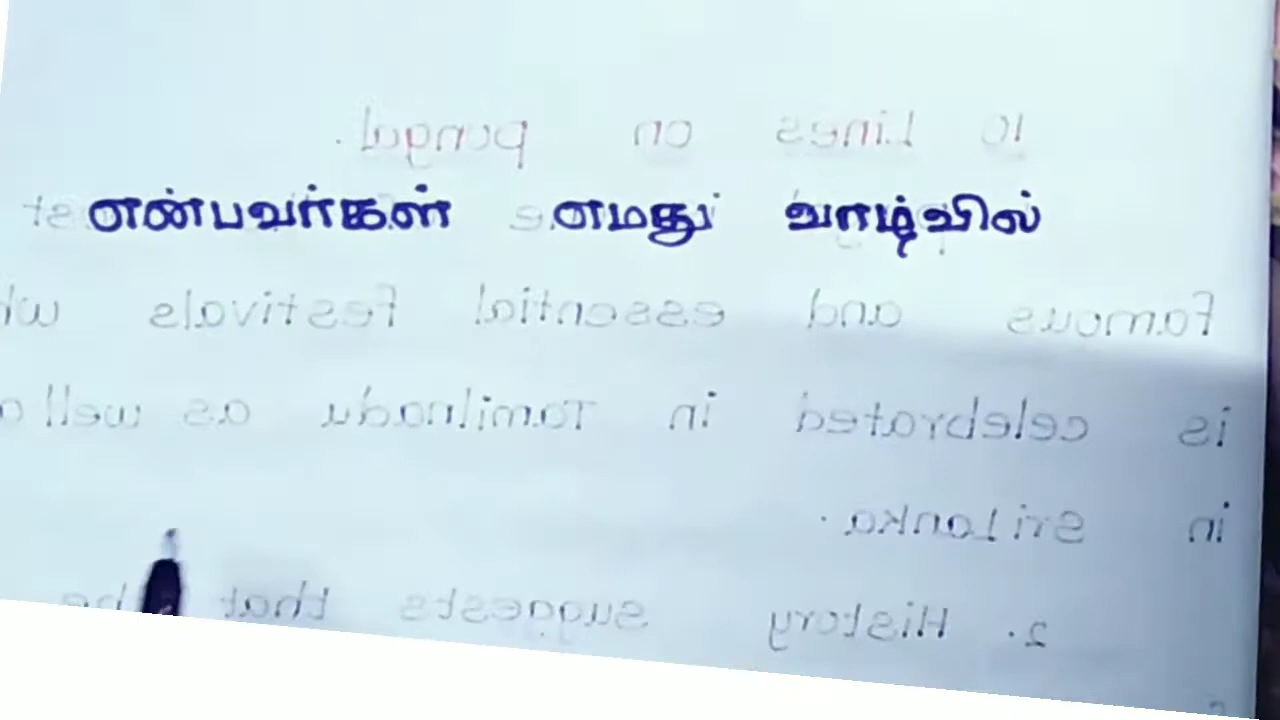 10 Lines on pongal.
என்பவர்கள் எமது வாழ்வில்
famous and essential festivals
is celebrated in Tamilnadu as well
in SriLanka.
2. History suggests that